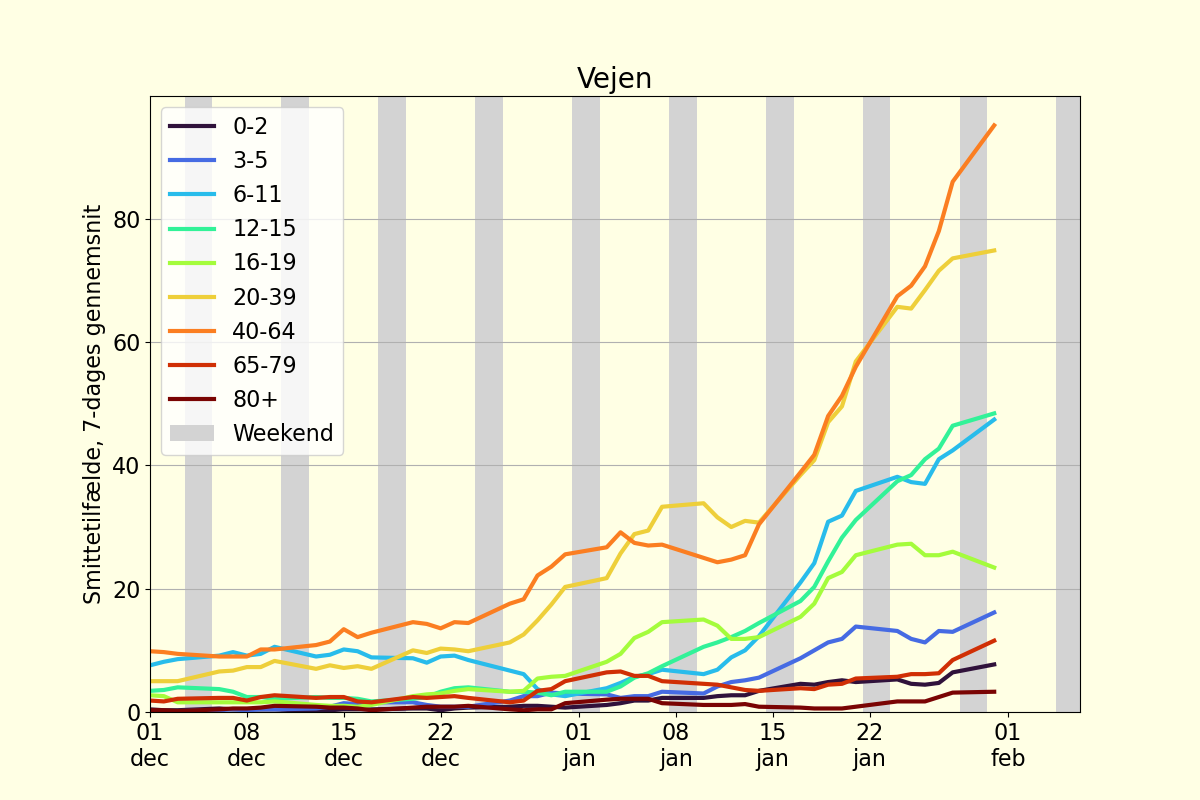 Vejen
Smittetilfælde, 7-dages gennemsnit
0-2
3-5
6-11
12-15
16-19
20-39
40-64
65-79
80+
Weekend
80
60
40
20
0
01 dec
08 dec
15 dec
22 dec
01 jan
08 jan
15 jan
22 jan
01 feb